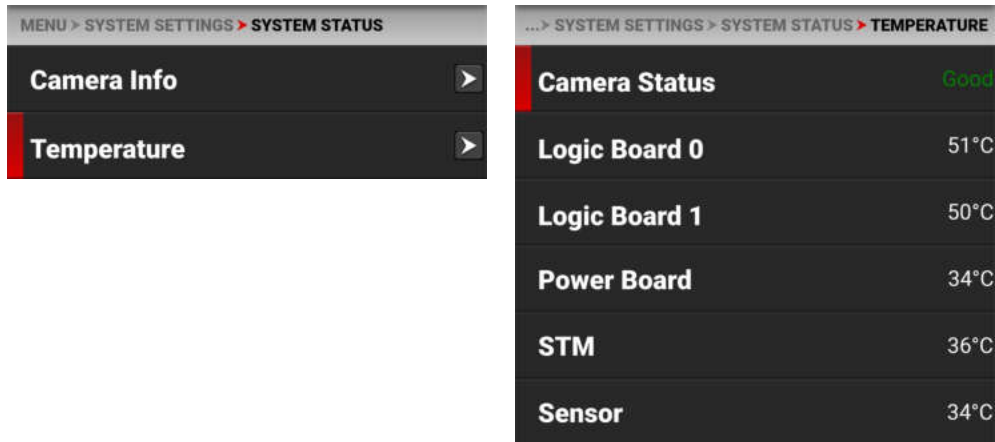 MENU > SYSTEM SETTINGS > SYSTEM STATUS
Camera Info
Temperature
...> SYSTEM SETTINGS > SYSTEM STATUS > TEMPERATURE
Camera Status Good
Logic Board 0 51°C
Logic Board 1 50°C
Power Board 34°C
STM 36°C
Sensor 34°C